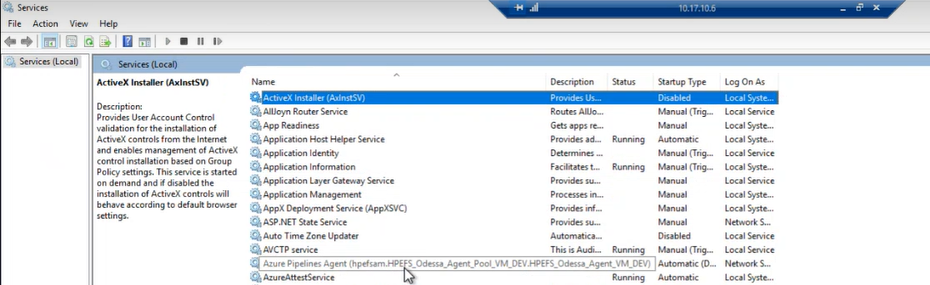 Services
10.17.10.6
File Action View Help
Services (Local)
Services (Local)
ActiveX Installer (AxInstSV)
Description:
Provides User Account Control
validation for the installation of
ActiveX controls from the Internet
and enables management of ActiveX
control installation based on Group
Policy settings. This service is started
on demand and if disabled the
installation of ActiveX controls will
behave according to default browser
settings.
Name Description Status Startup Type Log On As
ActiveX Installer (AxInstSV) Provides Us... Disabled Local Syste...
AllJoyn Router Service Routes AllJo... Manual (Trig... Local Service
App Readiness Gets apps re... Manual Local Syste...
Application Host Helper Service Provides ad... Running Automatic Local Syste...
Application Identity Determines ... Manual (Trig... Local Service
Application Information Facilitates t... Running Manual (Trig... Local Syste...
Application Layer Gateway Service Provides su... Manual Local Service
Application Management Processes in... Manual Local Syste...
AppX Deployment Service (AppXSVC) Provides inf... Manual Local Syste...
ASP.NET State Service Provides su... Manual Network S...
Auto Time Zone Updater Automatica... Disabled Local Service
AVCTP service This is Audi... Running Manual (Trig... Local Service
Azure Pipelines Agent (hpefsam.HPEFS_Odessa_Agent_Pool_VM_DEV.HPEFS_Odessa_Agent_VM_DEV) Automatic (D... Network S...
AzureAttestService Running Automatic Local Syste...